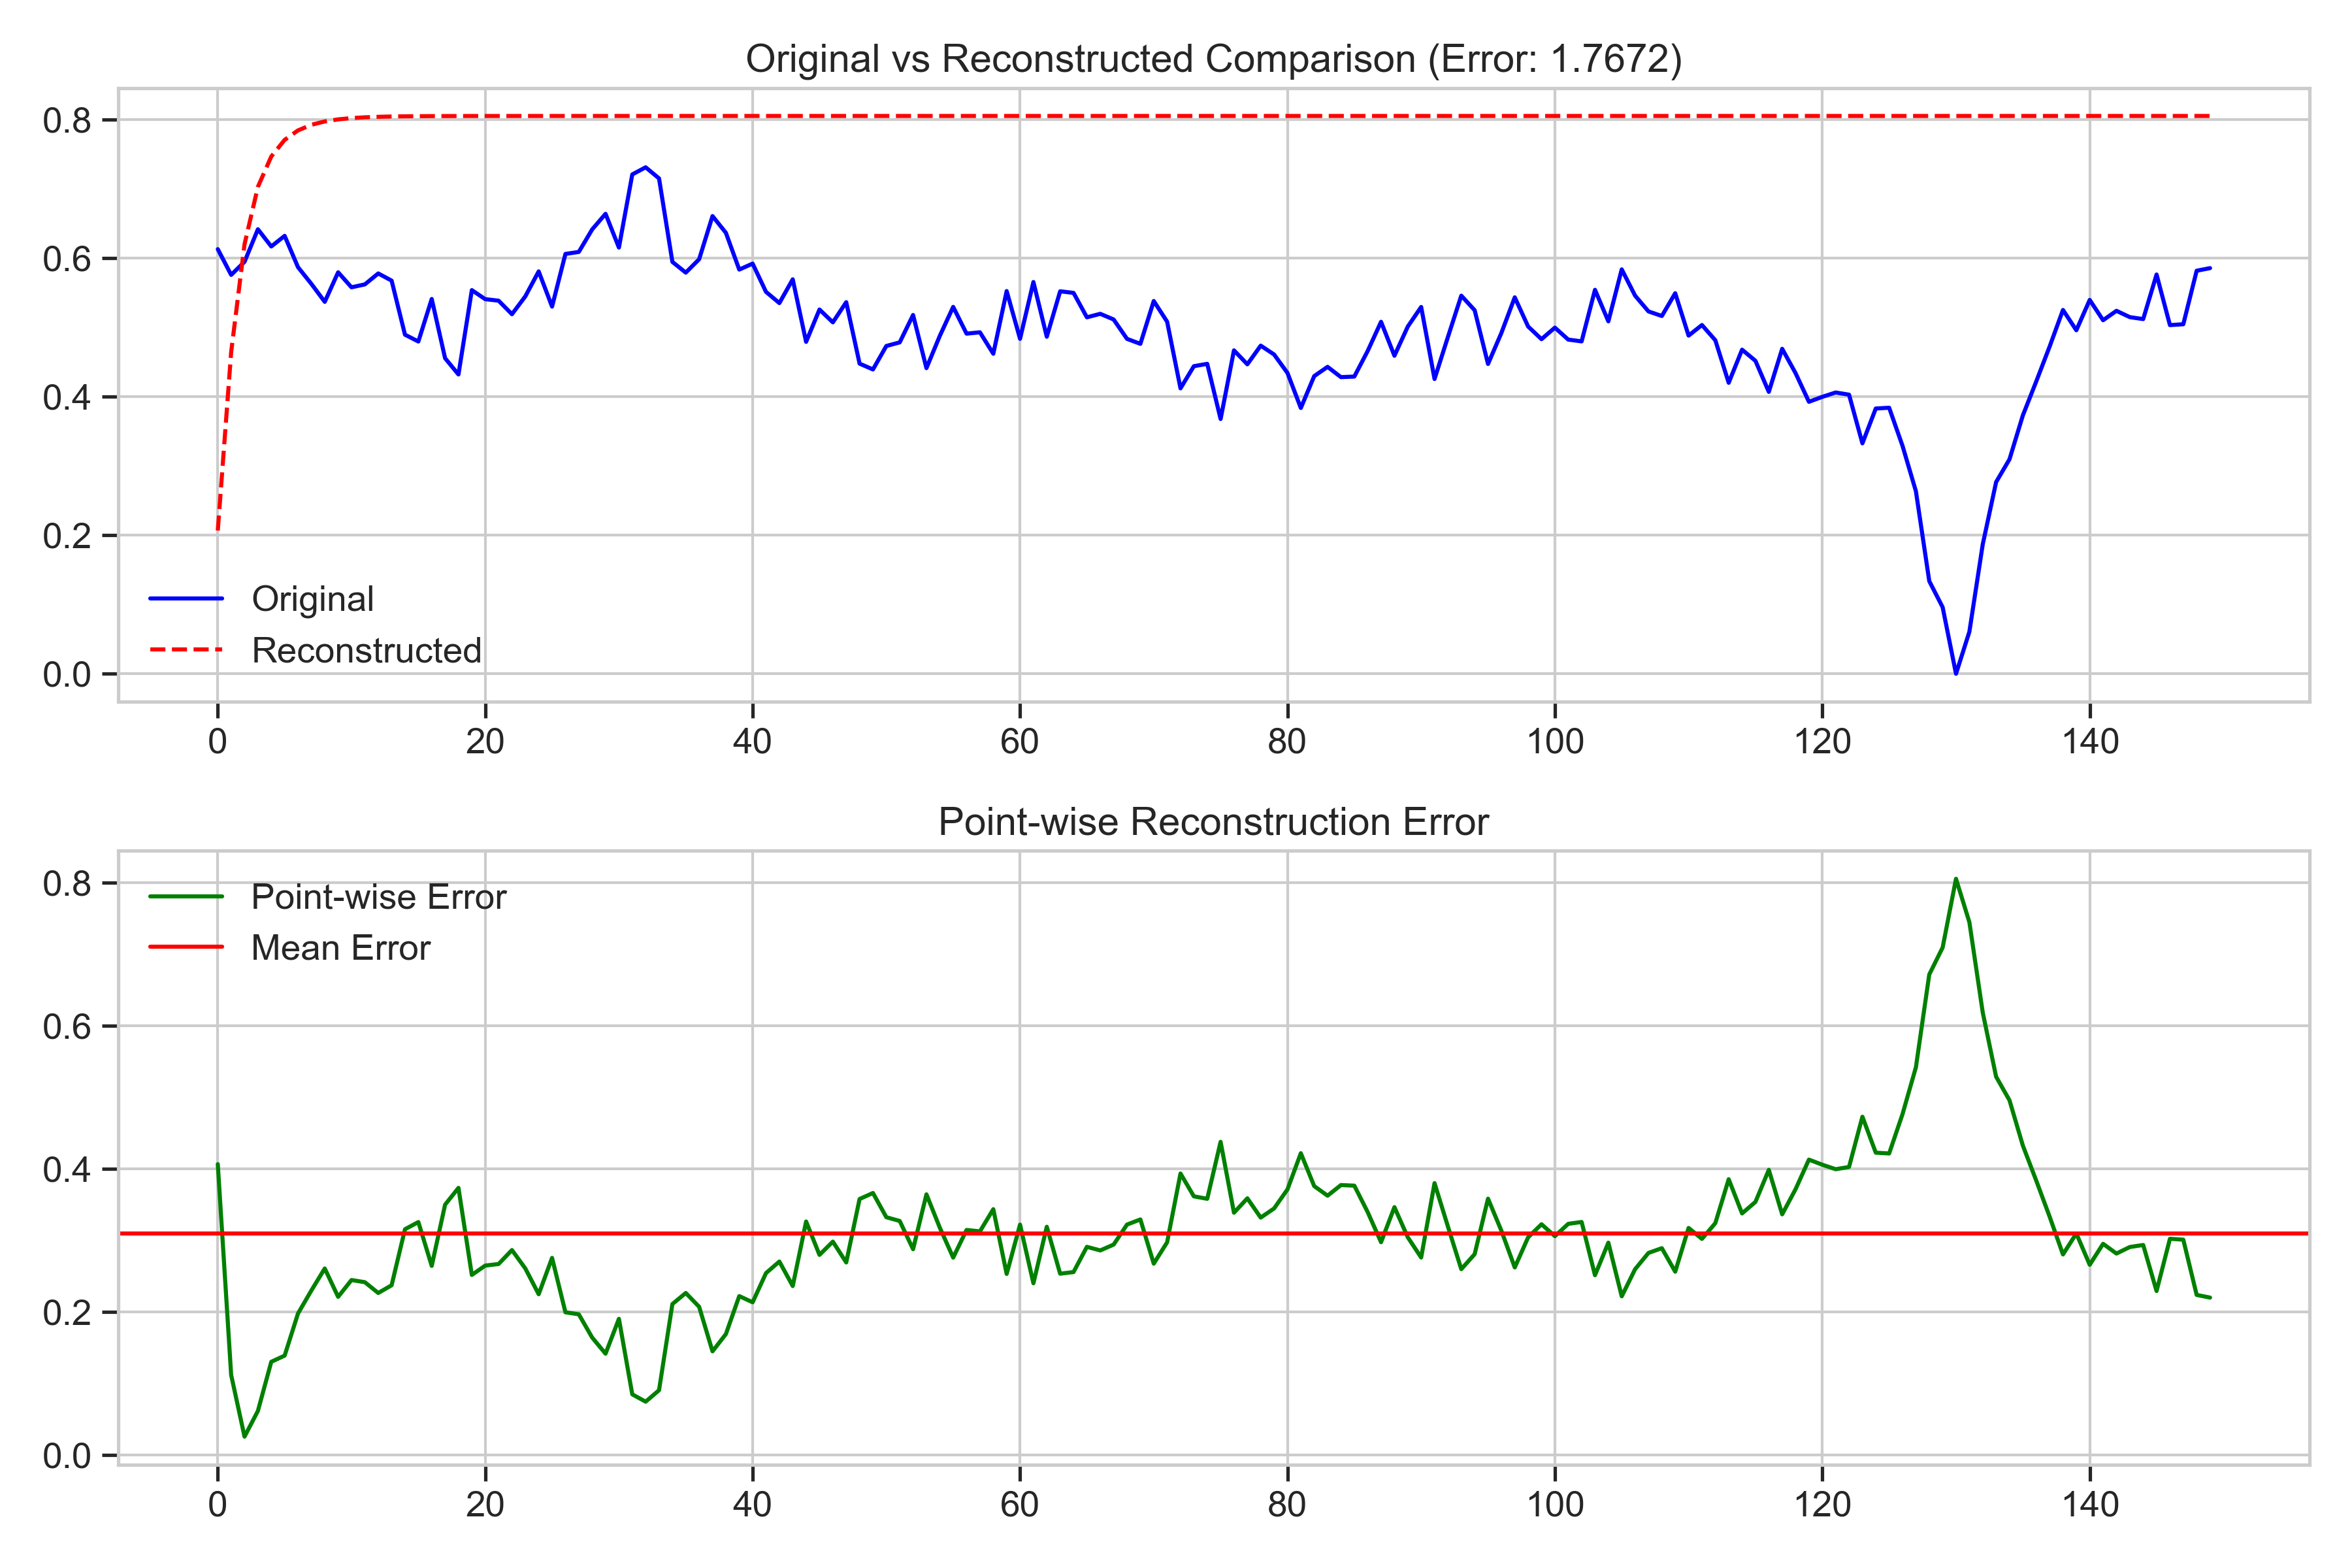 Original vs Reconstructed Comparison (Error: 1.7672)
0.8
0.6
0.4
0.2
0.0
Original
Reconstructed
0 20 40 60 80 100 120 140
Point-wise Reconstruction Error
0.8
0.6
0.4
0.2
0.0
Point-wise Error
Mean Error
0 20 40 60 80 100 120 140